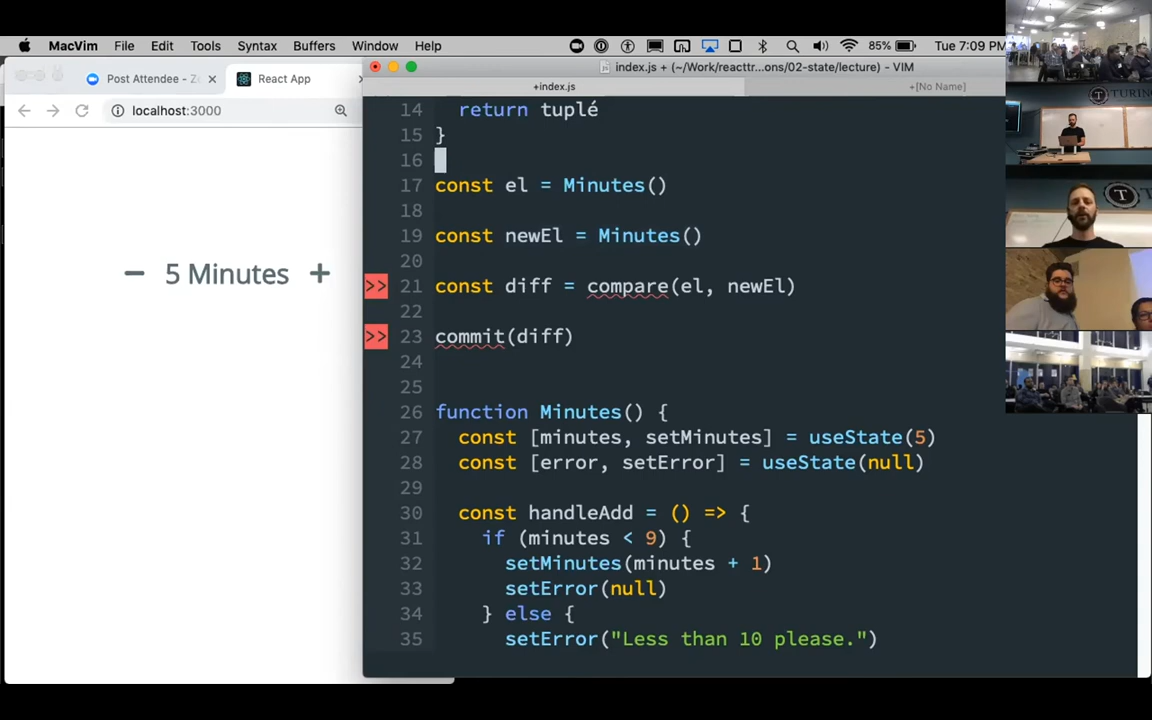 MacVim File Edit Tools Syntax Buffers Window Help 85% Tue 7:09 PM
Post Attendee - Z
React App
localhost:3000
index.js + (~/Work/reacttr...ons/02-state/lecture) - VIM
+index.js
+[No Name]
14 return tuplé
15 }
16
17 const el = Minutes()
18
19 const newEl = Minutes()
20
>> 21 const diff = compare(el, newEl)
22
>> 23 commit(diff)
24
25
26 function Minutes() {
27 const [minutes, setMinutes] = useState(5)
28 const [error, setError] = useState(null)
29
30 const handleAdd = () => {
31 if (minutes < 9) {
32 setMinutes(minutes + 1)
33 setError(null)
34 } else {
35 setError("Less than 10 please.")
− 5 Minutes +
TURIN
T